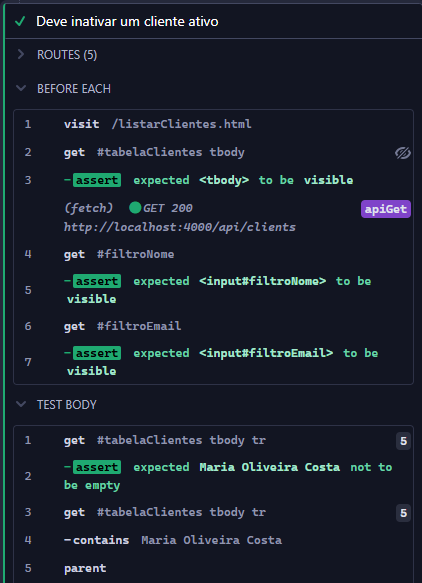 Deve inativar um cliente ativo
ROUTES (5)
BEFORE EACH
1 visit /listarClientes.html
2 get #tabelaClientes tbody
3 -assert expected <tbody> to be visible
(fetch) GET 200 apiGet
http://localhost:4000/api/clients
4 get #filtroNome
5 -assert expected <input#filtroNome> to be
visible
6 get #filtroEmail
7 -assert expected <input#filtroEmail> to be
visible
TEST BODY
1 get #tabelaClientes tbody tr 5
2 -assert expected Maria Oliveira Costa not to
be empty
3 get #tabelaClientes tbody tr 5
4 -contains Maria Oliveira Costa
5 parent